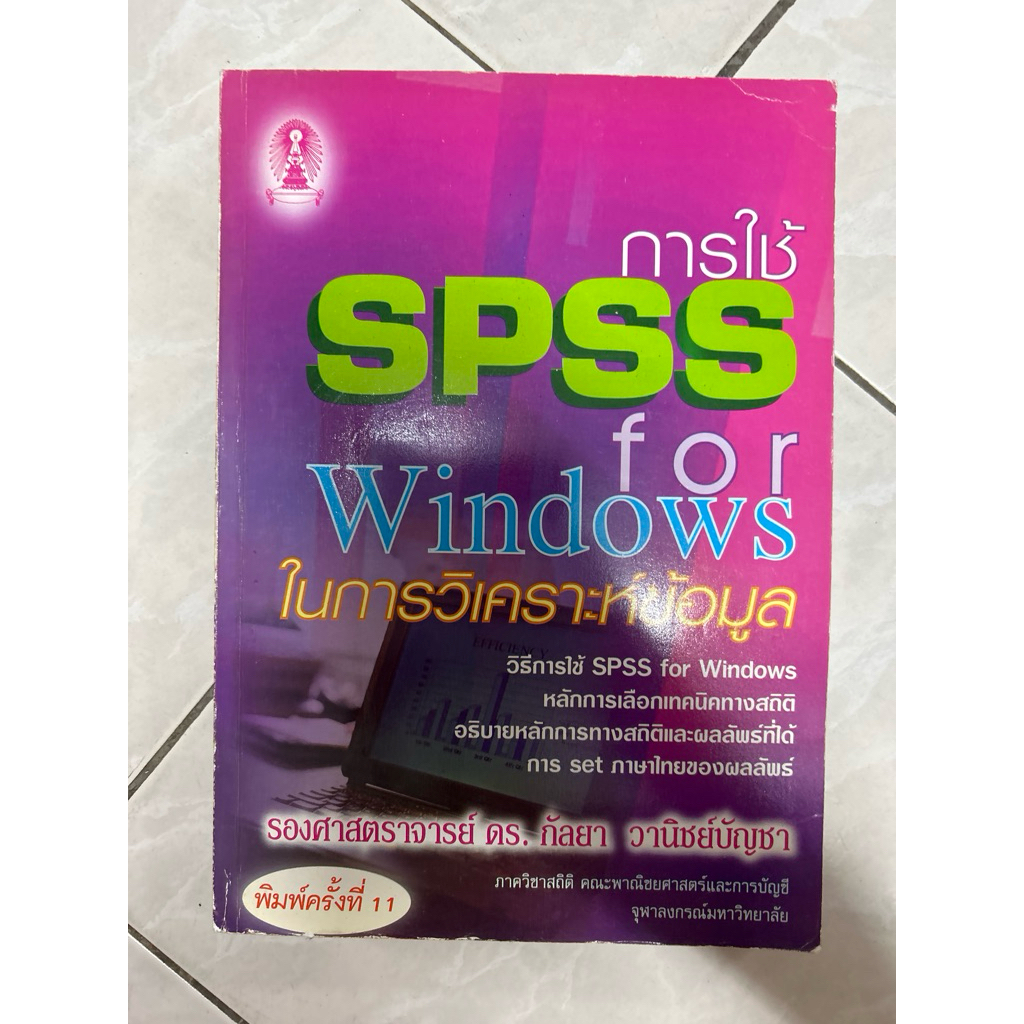 การใช้
SPSS
for
Windows
ในการวิเคราะห์ข้อมูล
EFFICIENCY
วิธีการใช้ SPSS for Windows
หลักการเลือกเทคนิคทางสถิติ
อธิบายหลักการทางสถิติและผลลัพธ์ที่ได้
การ set ภาษาไทยของผลลัพธ์
รองศาสตราจารย์ ดร. กัลยา วานิชย์บัญชา
ภาควิชาสถิติ คณะพาณิชยศาสตร์และการบัญชี
จุฬาลงกรณ์มหาวิทยาลัย
พิมพ์ครั้งที่ 11